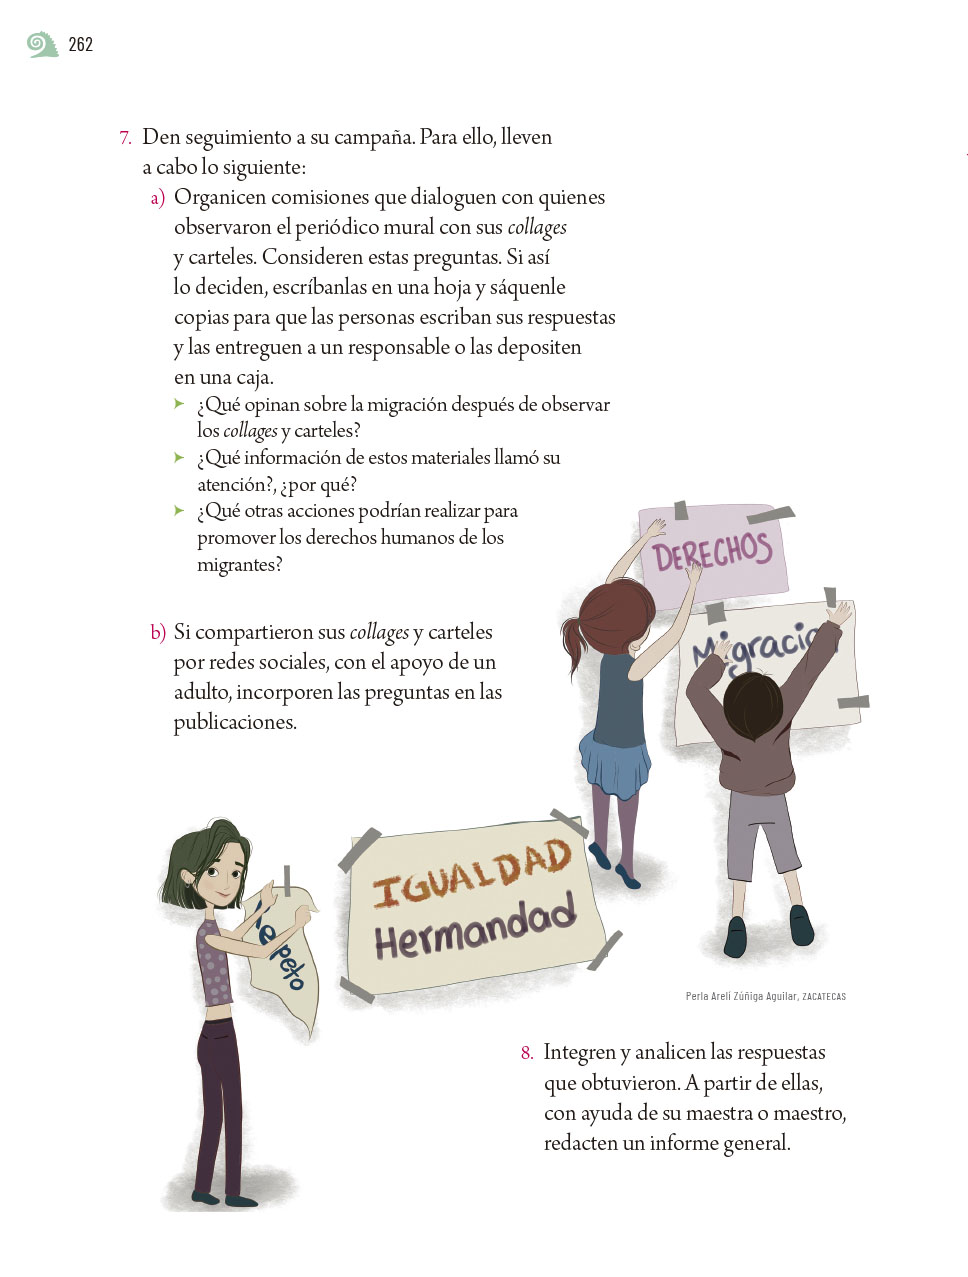 262
7. Den seguimiento a su campaña. Para ello, lleven
a cabo lo siguiente:
a) Organicen comisiones que dialoguen con quienes
observaron el periódico mural con sus collages
y carteles. Consideren estas preguntas. Si así
lo deciden, escríbanlas en una hoja y sáquenle
copias para que las personas escriban sus respuestas
y las entreguen a un responsable o las depositen
en una caja.
➤ ¿Qué opinan sobre la migración después de observar
los collages y carteles?
➤ ¿Qué información de estos materiales llamó su
atención?, ¿por qué?
➤ ¿Qué otras acciones podrían realizar para
promover los derechos humanos de los
migrantes?
b) Si compartieron sus collages y carteles
por redes sociales, con el apoyo de un
adulto, incorporen las preguntas en las
publicaciones.
DERECHOS
Migración
IGUALDAD
Hermandad
Perla Arelí Zúñiga Aguilar, ZACATECAS
8. Integren y analicen las respuestas
que obtuvieron. A partir de ellas,
con ayuda de su maestra o maestro,
redacten un informe general.